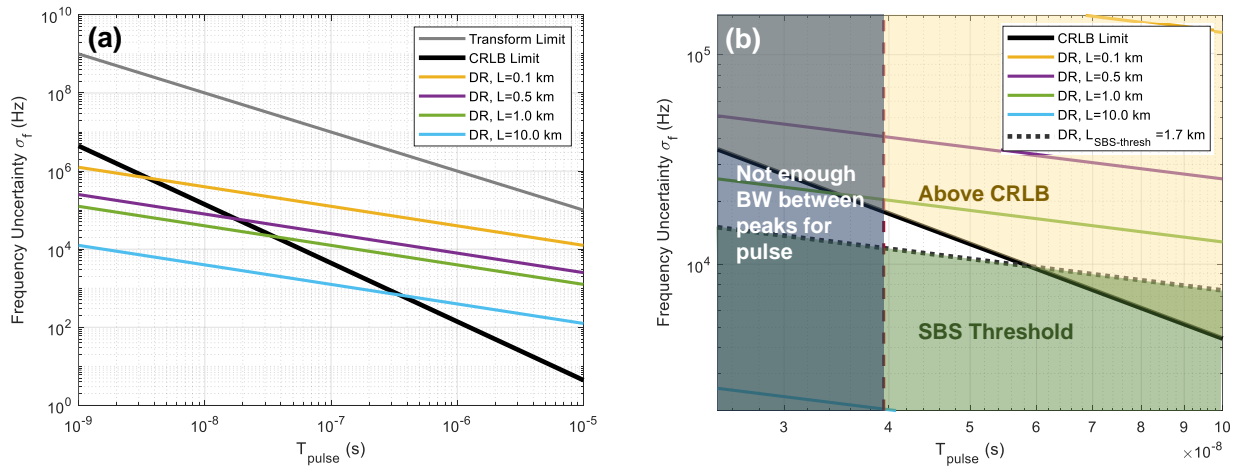 (a)
Transform Limit
CRLB Limit
DR, L=0.1 km
DR, L=0.5 km
DR, L=1.0 km
DR, L=10.0 km
Frequency Uncertainty σf (Hz)
10^10
10^8
10^6
10^4
10^2
10^0
10^-9
10^-8
10^-7
10^-6
10^-5
Tpulse (s)
(b)
CRLB Limit
DR, L=0.1 km
DR, L=0.5 km
DR, L=1.0 km
DR, L=10.0 km
DR, LSBS-thresh =1.7 km
Not enough
BW between
peaks for
pulse
Above CRLB
SBS Threshold
Frequency Uncertainty σf (Hz)
10^5
10^4
3
4
5
6
7
8
9
10
Tpulse (s)
×10^-8